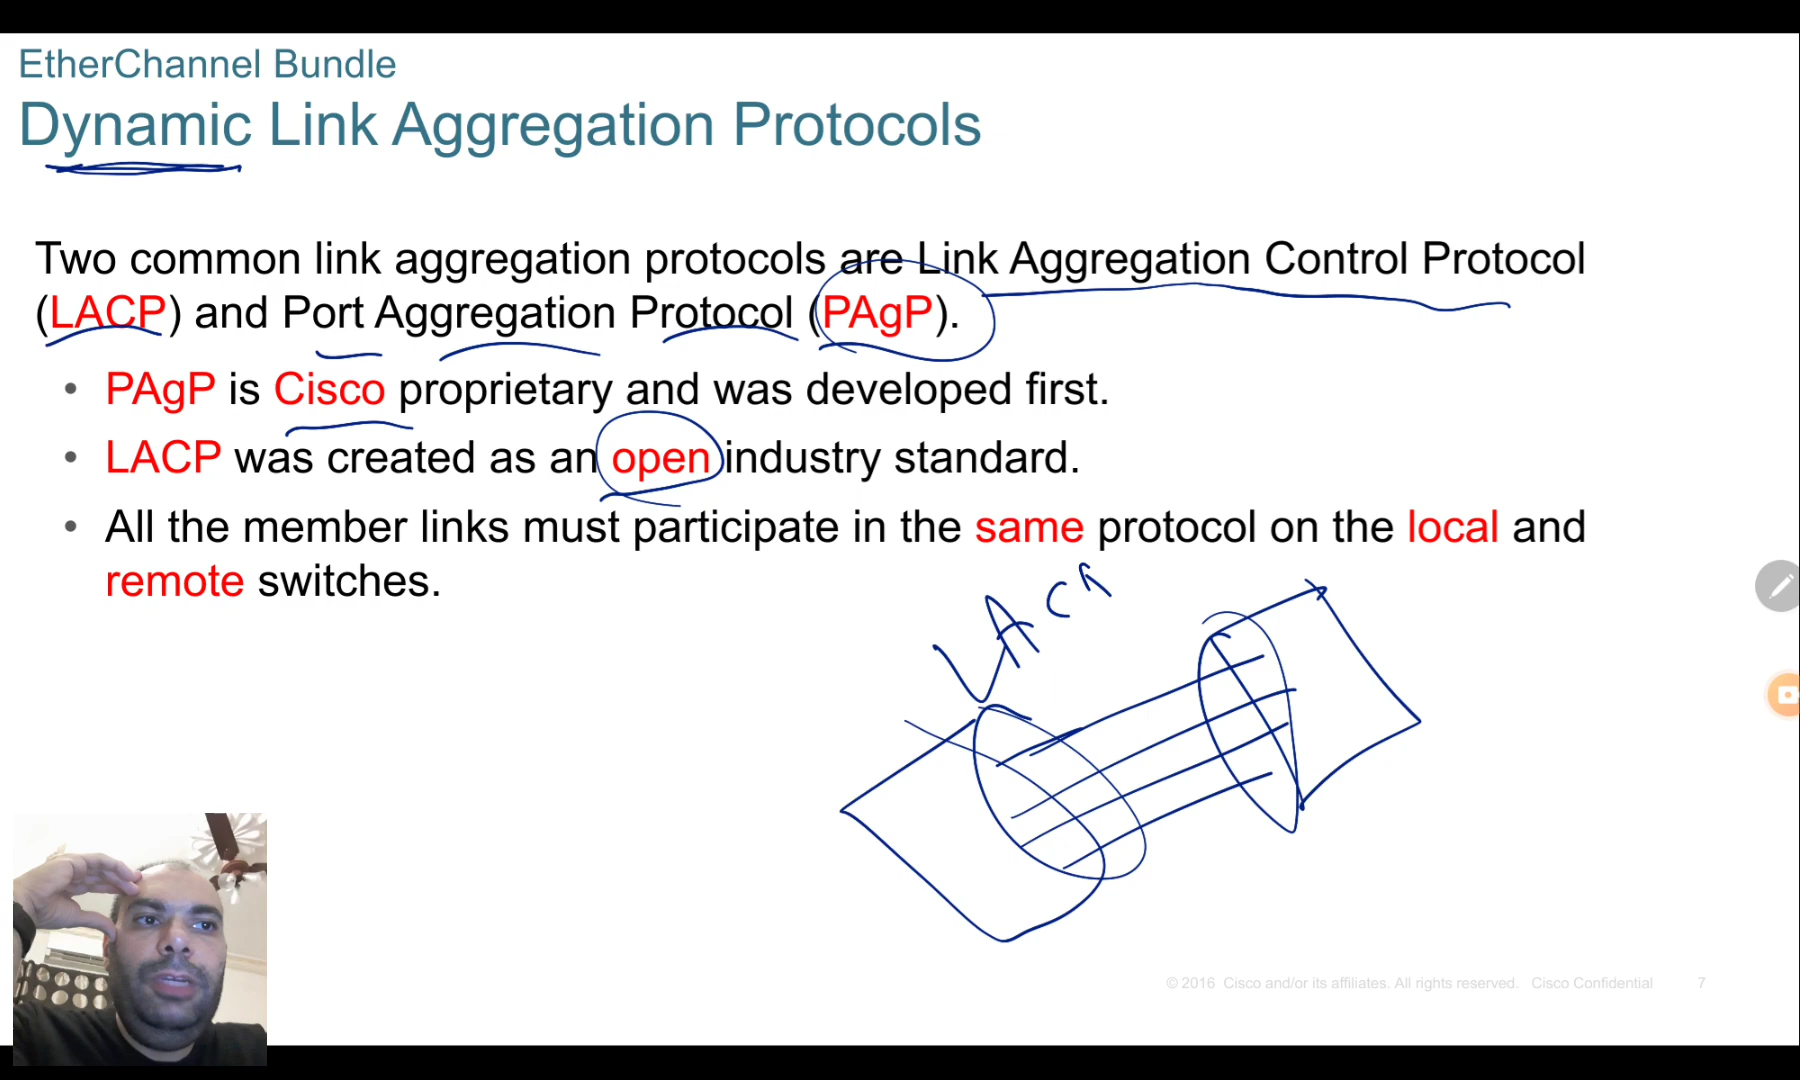 EtherChannel Bundle
Dynamic Link Aggregation Protocols
Two common link aggregation protocols are Link Aggregation Control Protocol
(LACP) and Port Aggregation Protocol (PAgP).
• PAgP is Cisco proprietary and was developed first.
• LACP was created as an open industry standard.
• All the member links must participate in the same protocol on the local and
remote switches.
LACP
© 2016 Cisco and/or its affiliates. All rights reserved. Cisco Confidential 7